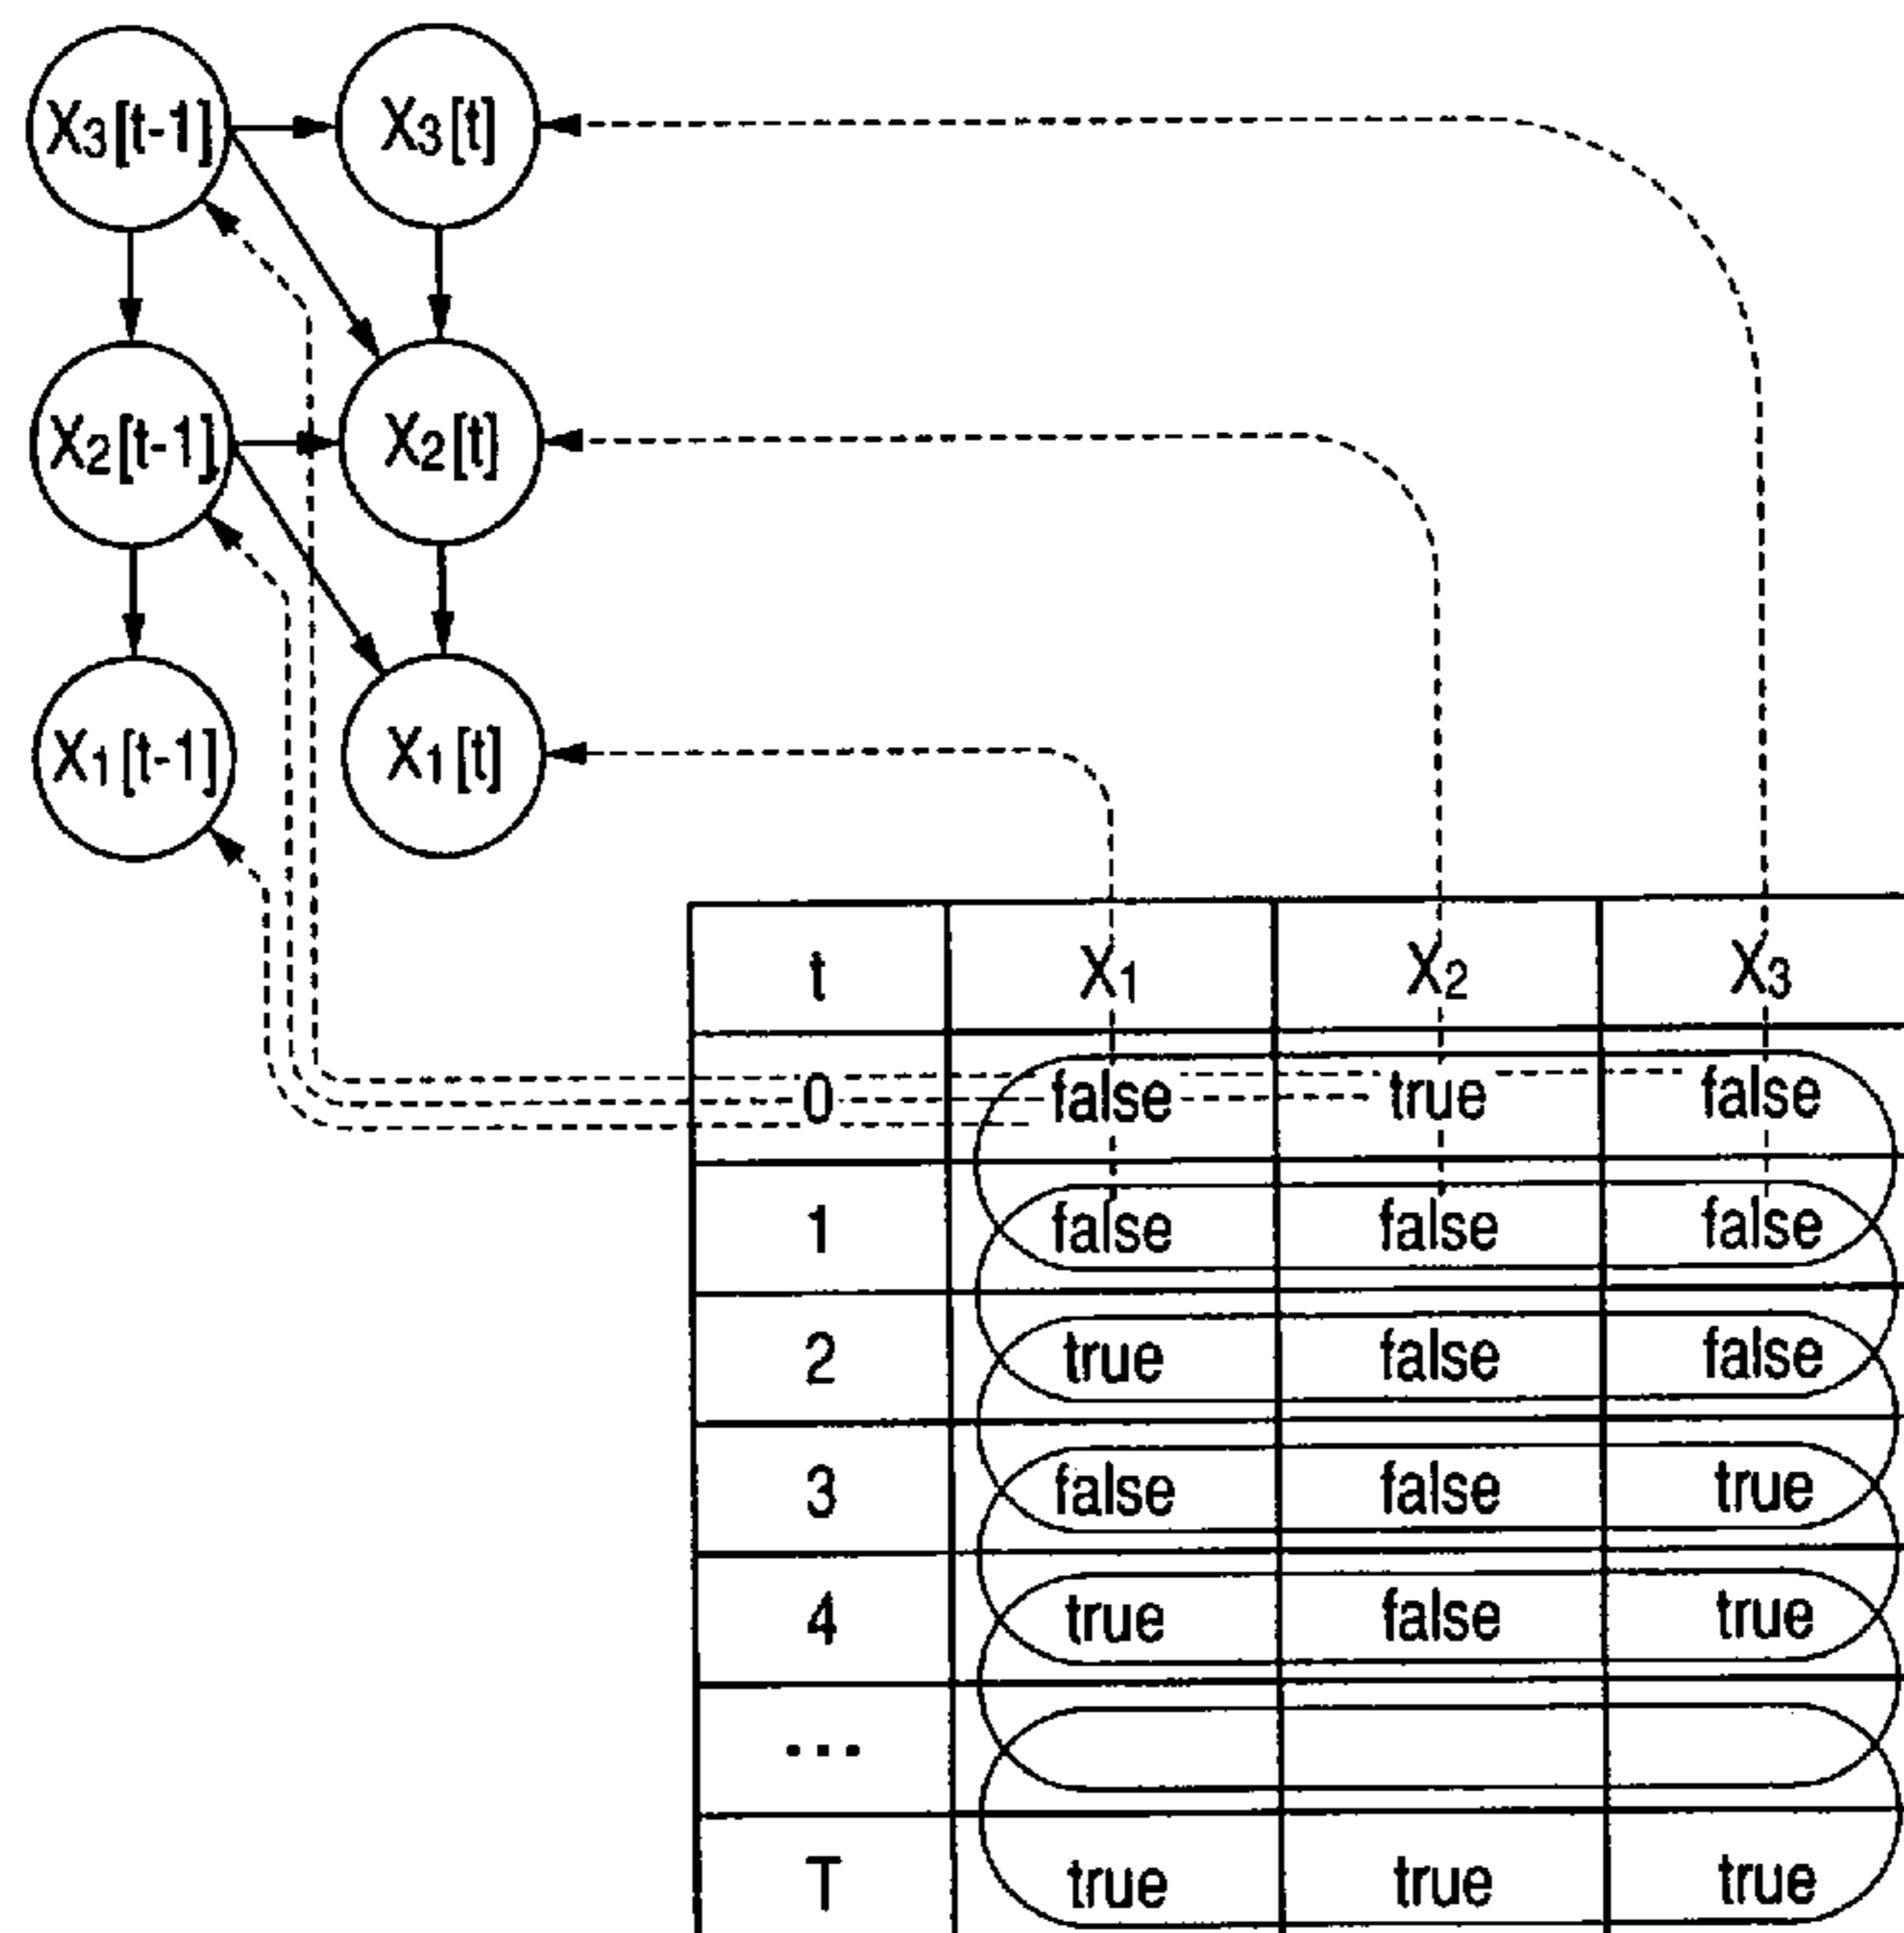 X3[t-1] X3[t]
X2[t-1] X2[t]
X1[t-1] X1[t]
t X1 X2 X3
0 false true false
1 false false false
2 true false false
3 false false true
4 true false true
...
T true true true